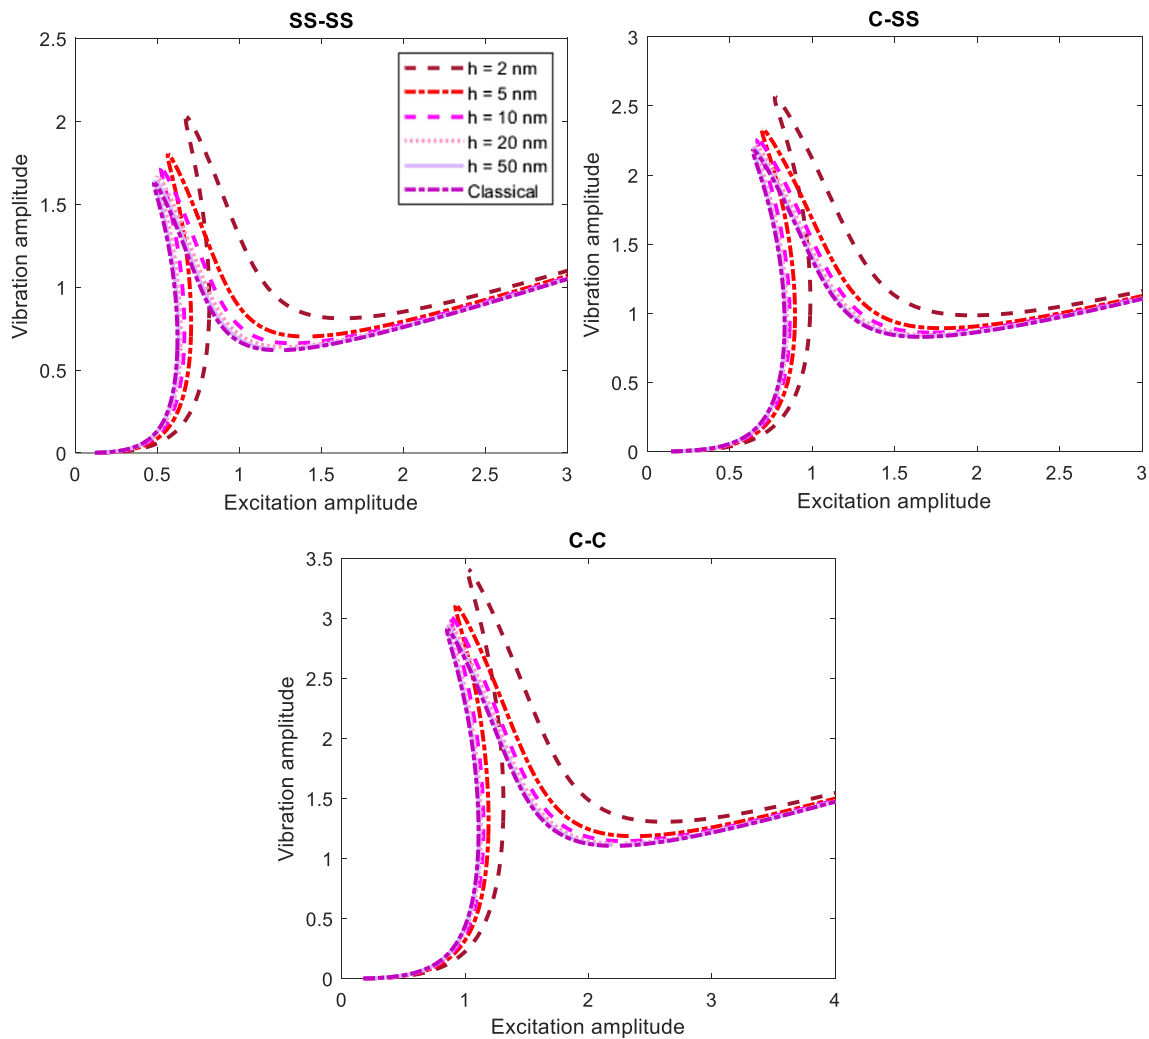 SS-SS
2.5
2
1.5
1
0.5
0
0 0.5 1 1.5 2 2.5 3
Vibration amplitude
Excitation amplitude
h = 2 nm
h = 5 nm
h = 10 nm
h = 20 nm
h = 50 nm
Classical
C-SS
3
2.5
2
1.5
1
0.5
0
0 0.5 1 1.5 2 2.5 3
Vibration amplitude
Excitation amplitude
C-C
3.5
3
2.5
2
1.5
1
0.5
0
0 1 2 3 4
Vibration amplitude
Excitation amplitude